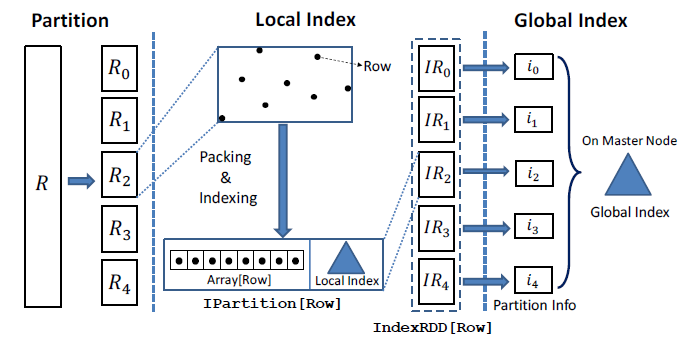 Partition
Local Index
Global Index
R
R0
R1
R2
R3
R4
Row
Packing
&
Indexing
Array[Row]
Local Index
IPartition[Row]
IR0
IR1
IR2
IR3
IR4
IndexRDD[Row]
i0
i1
i2
i3
i4
Partition Info
On Master Node
Global Index